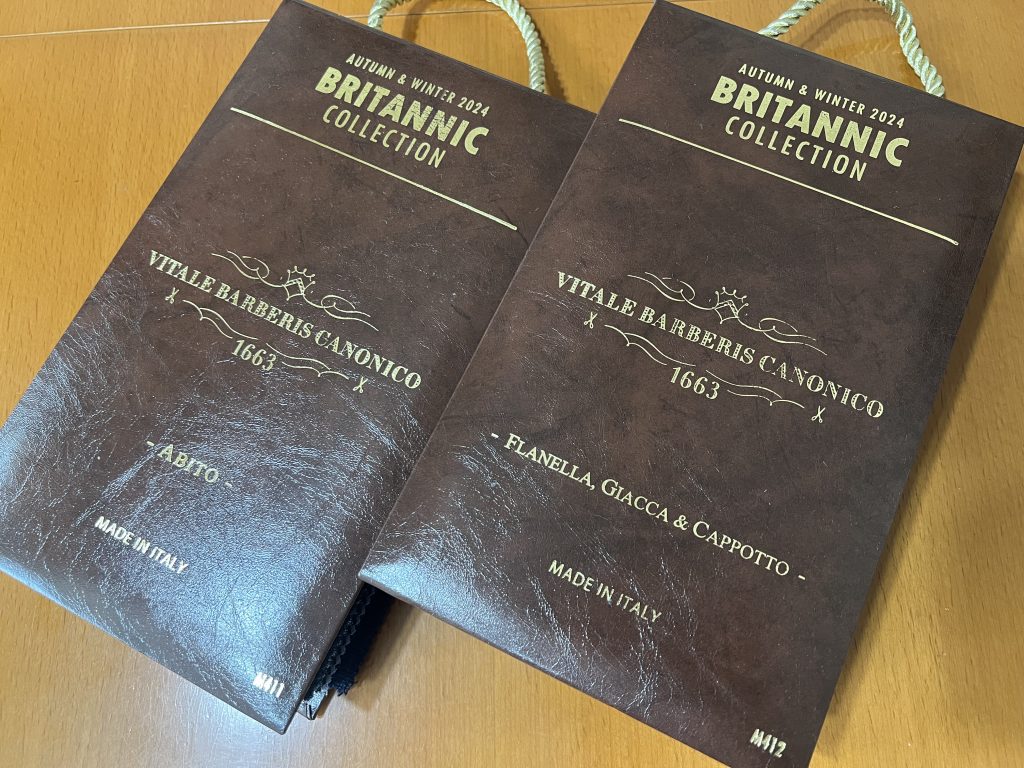 AUTUMN & WINTER 2024
BRITANNIC
COLLECTION
VITALE BARBERIS CANONICO
1663
- ABITO -
MADE IN ITALY
M411
AUTUMN & WINTER 2024
BRITANNIC
COLLECTION
VITALE BARBERIS CANONICO
1663
- FLANELLA, GIACCA & CAPPOTTO -
MADE IN ITALY
M412